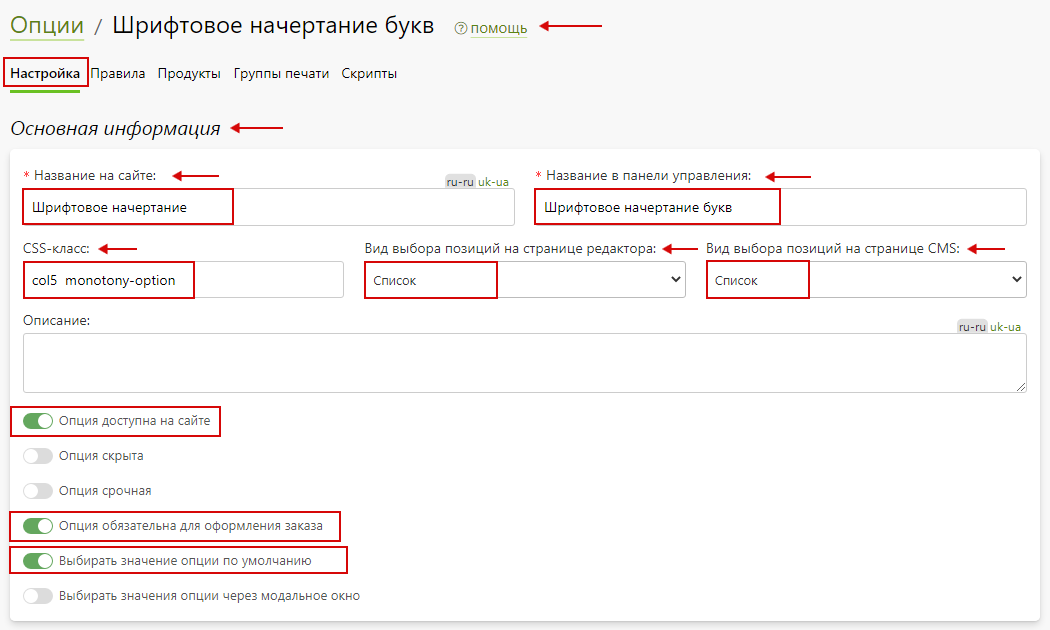 Опции / Шрифтовое начертание букв ? помощь
Настройка Правила Продукты Группы печати Скрипты
Основная информация
* Название на сайте: ru-ru uk-ua * Название в панели управления:
Шрифтовое начертание Шрифтовое начертание букв
CSS-класс: Вид выбора позиций на странице редактора: Вид выбора позиций на странице CMS:
col5 monotony-option Список Список
Описание: ru-ru uk-ua
Опция доступна на сайте
Опция скрыта
Опция срочная
Опция обязательна для оформления заказа
Выбирать значение опции по умолчанию
Выбирать значения опции через модальное окно